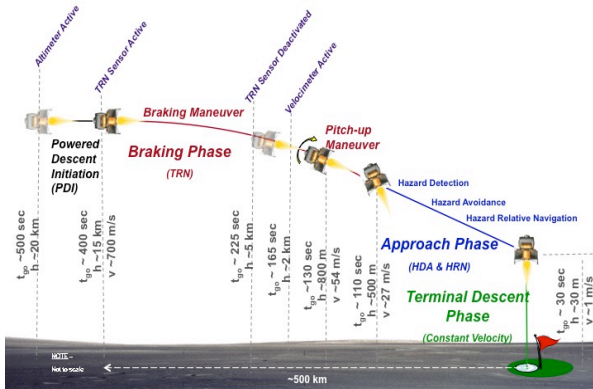 Altimeter Active
TRN Sensor Active
TRN Sensor Deactivated
Velocimeter Active
Braking Maneuver
Pitch-up
Maneuver
Powered
Descent
Initiation
(PDI)
Braking Phase
(TRN)
Hazard Detection
Hazard Avoidance
Hazard Relative Navigation
Approach Phase
(HDA & HRN)
Terminal Descent
Phase
(Constant Velocity)
tgo ~500 sec
h ~20 km
tgo ~400 sec
h ~15 km
v ~700 m/s
tgo ~ 225 sec
h ~5 km
tgo ~ 165 sec
h ~2 km
tgo ~130 sec
h ~800 m
v ~54 m/s
tgo ~ 110 sec
h ~500 m
v ~27 m/s
tgo ~ 30 sec
h ~30 m
v ~1 m/s
NOTE –
Not to scale
~500 km